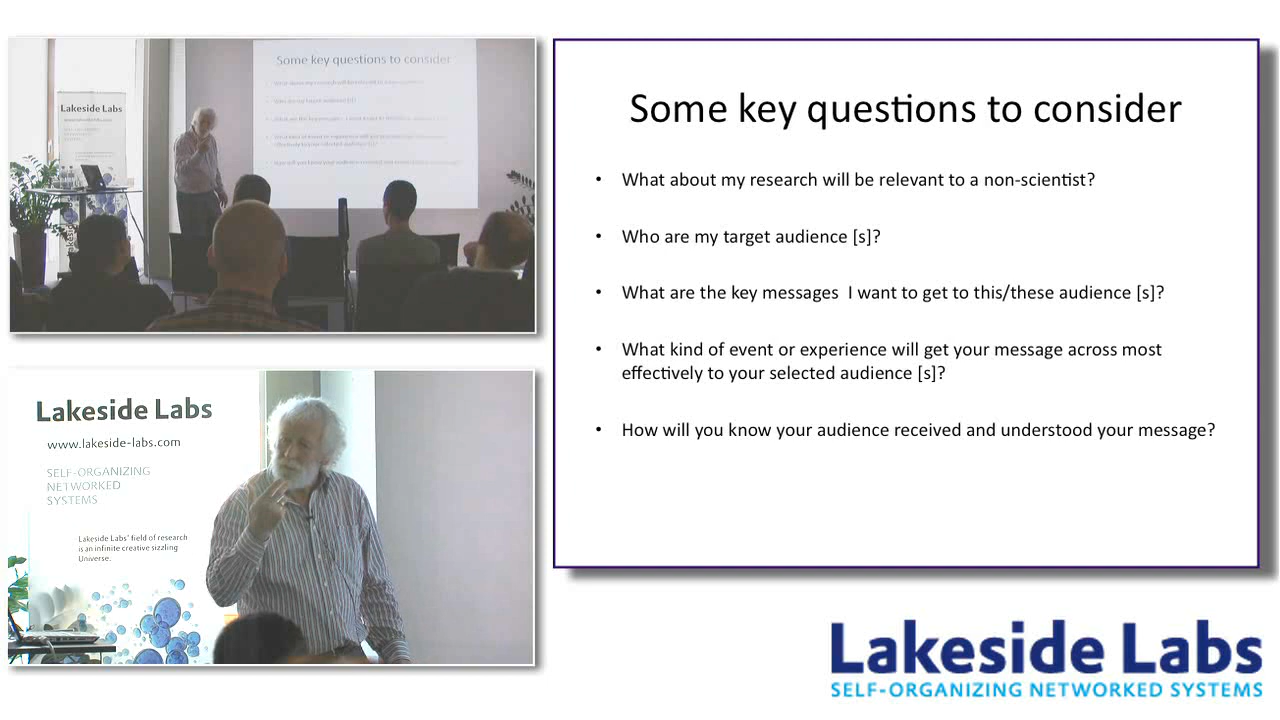 Some key questions to consider
Lakeside Labs
Some key questions to consider
• What about my research will be relevant to a non-scientist?
• Who are my target audience [s]?
• What are the key messages  I want to get to this/these audience [s]?
• What kind of event or experience will get your message across most
effectively to your selected audience [s]?
• How will you know your audience received and understood your message?
Lakeside Labs
www.lakeside-labs.com
SELF-ORGANIZING
NETWORKED
SYSTEMS
Lakeside Labs' field of research
is an infinite creative sizzling
Universe.
Lakeside Labs
SELF-ORGANIZING NETWORKED SYSTEMS